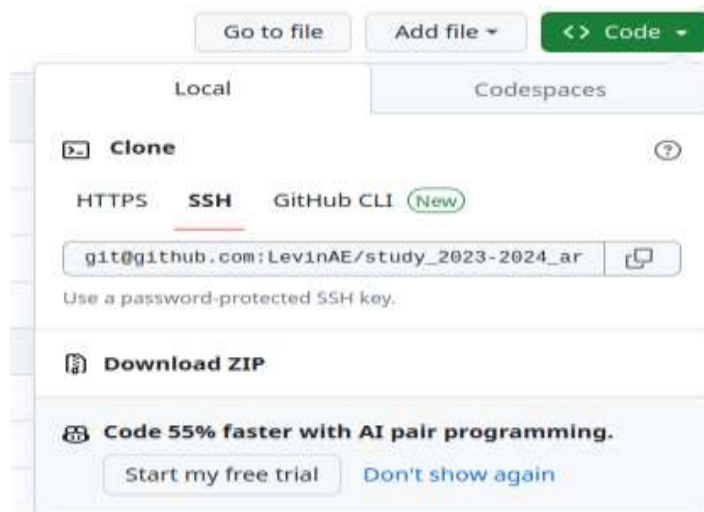 Go to file Add file <> Code
Local Codespaces
Clone
HTTPS SSH GitHub CLI New
git@github.com:LevinAE/study_2023-2024_ar
Use a password-protected SSH key.
Download ZIP
Code 55% faster with AI pair programming.
Start my free trial Don't show again